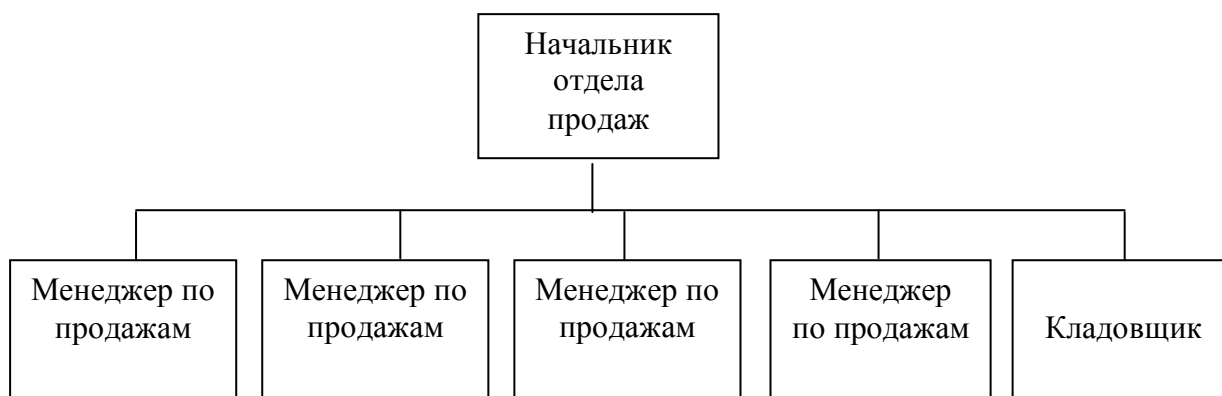 Начальник
отдела
продаж
Менеджер по
продажам
Менеджер по
продажам
Менеджер по
продажам
Менеджер
по продажам
Кладовщик